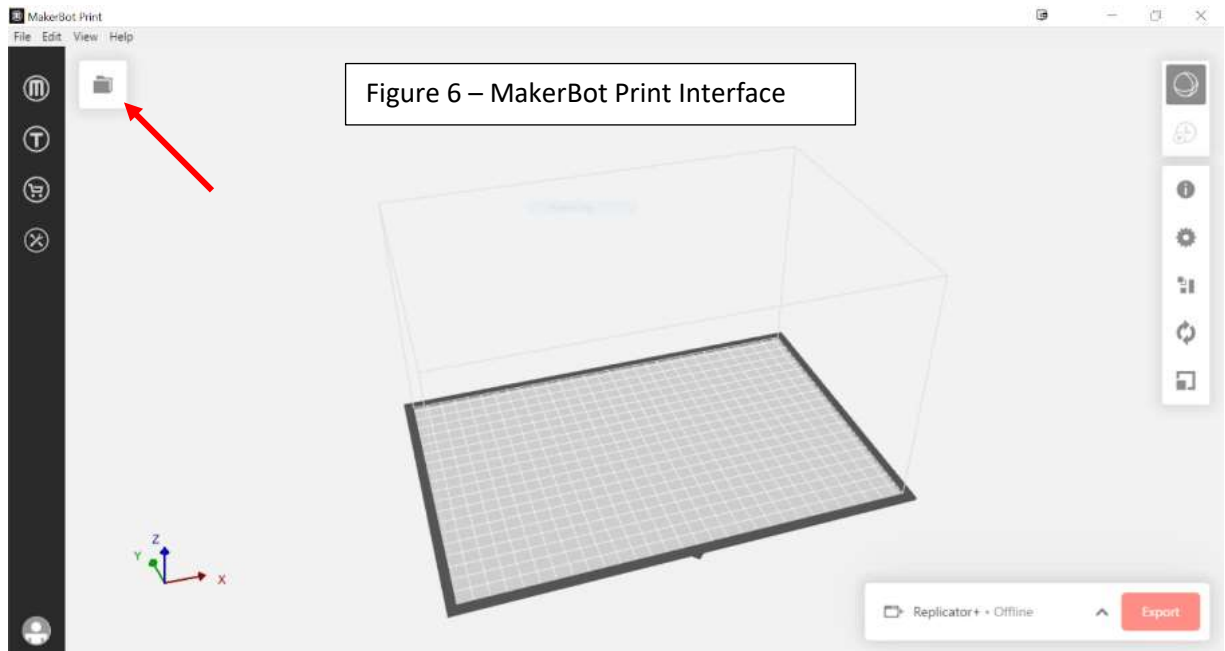 MakerBot Print
File Edit View Help
Figure 6 – MakerBot Print Interface
Z
Y
X
Replicator+ • Offline
Export